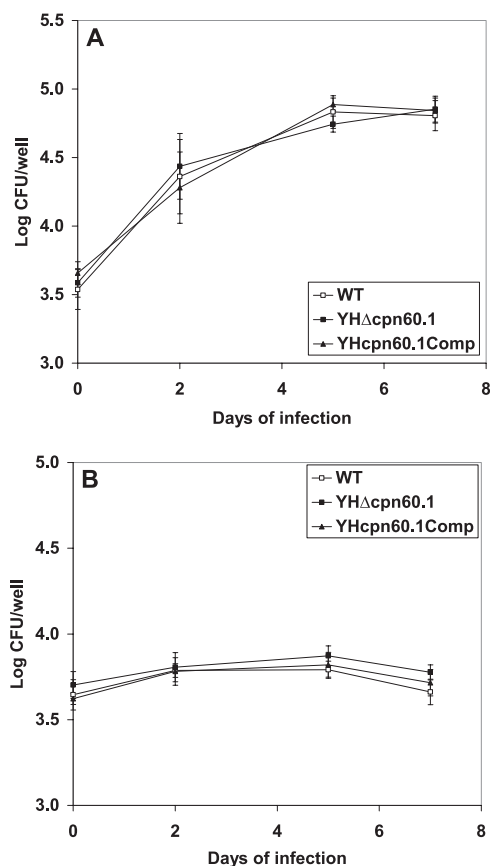 A
5.5
5.0
4.5
4.0
3.5
3.0
Log CFU/well
WT
YHΔcpn60.1
YHcpn60.1Comp
0 2 4 6 8
Days of infection
B
5.0
4.5
4.0
3.5
3.0
Log CFU/well
WT
YHΔcpn60.1
YHcpn60.1Comp
0 2 4 6 8
Days of infection